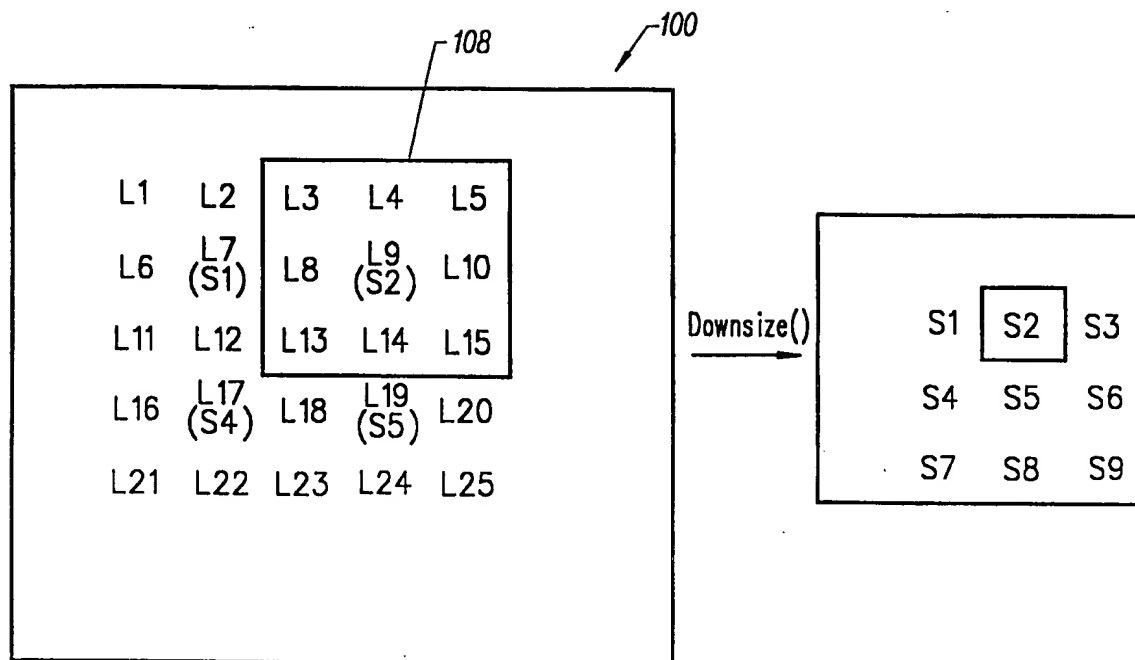 100
108
L1 L2 L3 L4 L5
L6 L7 (S1) L8 L9 (S2) L10
L11 L12 L13 L14 L15
L16 L17 (S4) L18 L19 (S5) L20
L21 L22 L23 L24 L25
Downsize()
S1 S2 S3
S4 S5 S6
S7 S8 S9